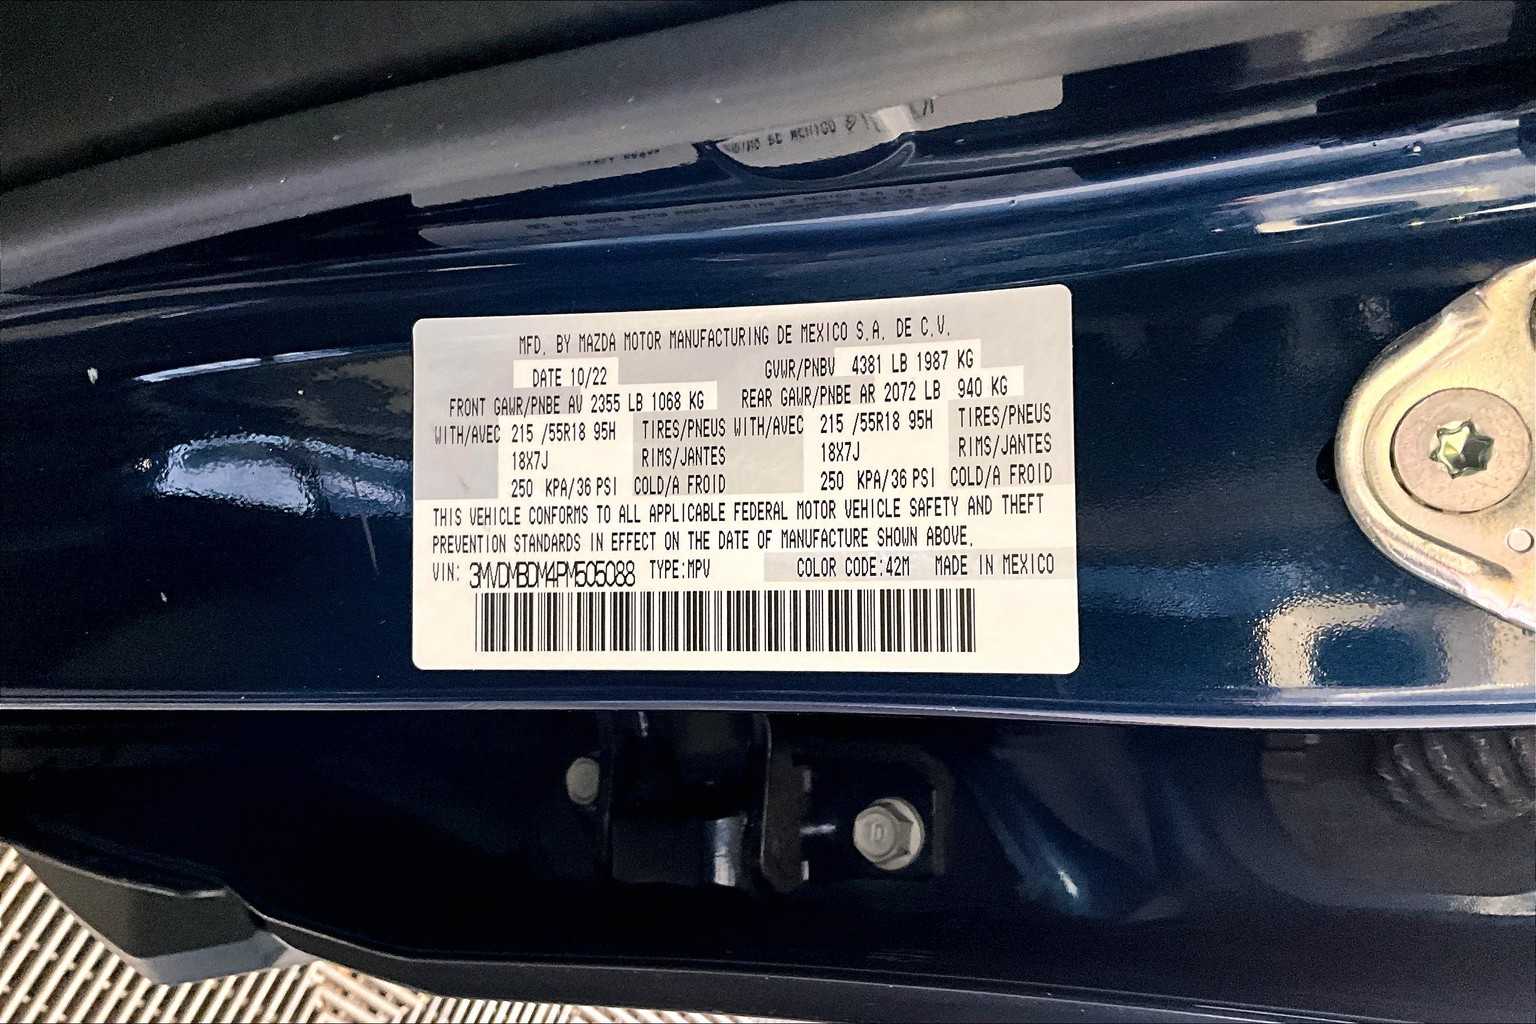 MFD. BY MAZDA MOTOR MANUFACTURING DE MEXICO S.A. DE C.V.
DATE 10/22 GVWR/PNBV 4381 LB 1987 KG
FRONT GAWR/PNBE AV 2355 LB 1068 KG REAR GAWR/PNBE AR 2072 LB 940 KG
WITH/AVEC 215 /55R18 95H TIRES/PNEUS WITH/AVEC 215 /55R18 95H TIRES/PNEUS
18X7J RIMS/JANTES 18X7J RIMS/JANTES
250 KPA/36 PSI COLD/A FROID 250 KPA/36 PSI COLD/A FROID
THIS VEHICLE CONFORMS TO ALL APPLICABLE FEDERAL MOTOR VEHICLE SAFETY AND THEFT
PREVENTION STANDARDS IN EFFECT ON THE DATE OF MANUFACTURE SHOWN ABOVE.
VIN: 3MVDMBDM4PM505088 TYPE:MPV COLOR CODE:42M MADE IN MEXICO